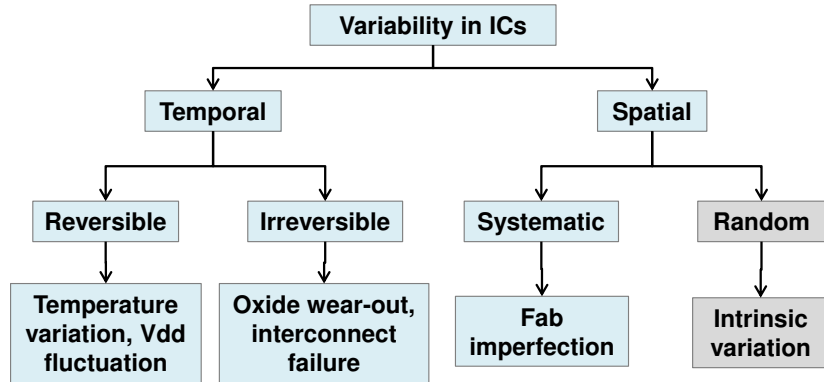 Variability in ICs
Temporal
Spatial
Reversible
Irreversible
Systematic
Random
Temperature
variation, Vdd
fluctuation
Oxide wear-out,
interconnect
failure
Fab
imperfection
Intrinsic
variation